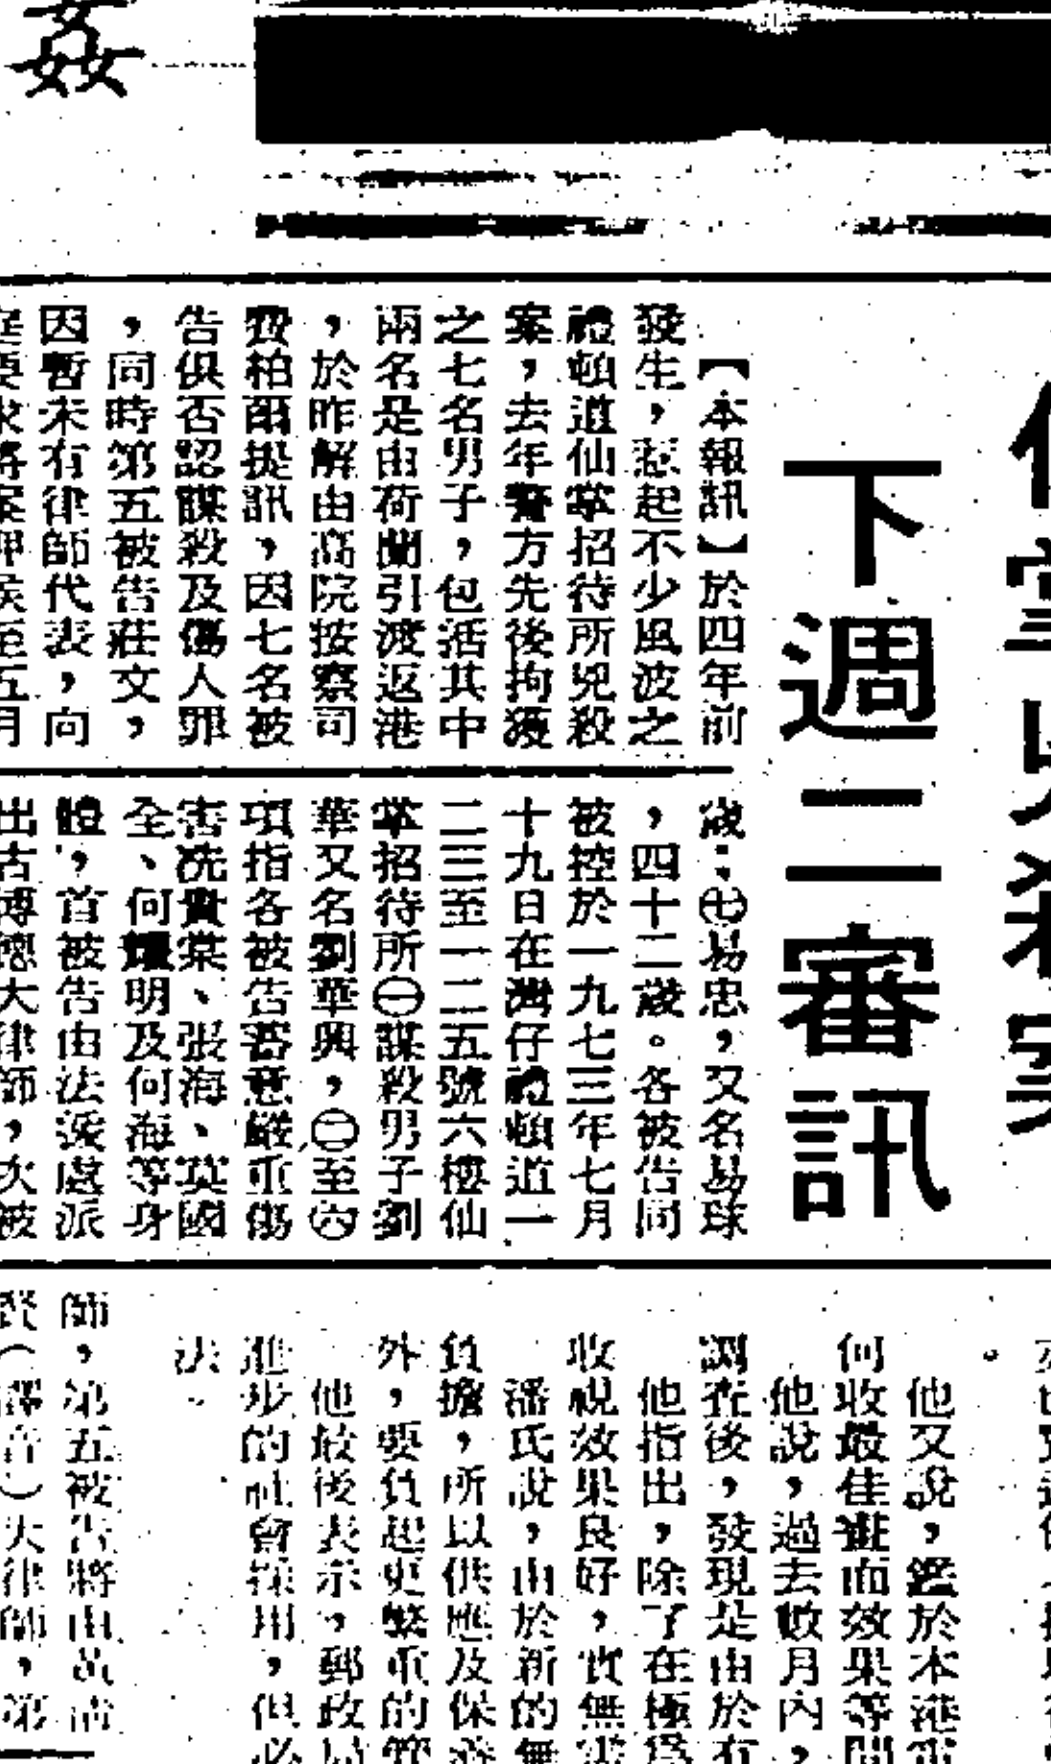 下週二審訊
【本報訊】於四年前
發生，惹起不少風波之
禮頓道仙掌招待所兇殺
案，去年警方先後拘獲
之七名男子，包括其中
兩名是由荷蘭引渡返港
，於昨解由高院按察司
費柏爾提訊，因七名被
告俱否認謀殺及傷人罪
，同時第五被告莊文，
因暫未有律師代表，向
歲；㊆易忠，又名易球
，四十二歲。各被告同
被控於一九七三年七月
十九日在灣仔禮頓道一
二三至一二五號六樓仙
掌招待所㊀謀殺男子劉
華又名劉華興，㊁至㊅
項指各被告蓄意嚴重傷
害冼貴棠、張海、莫國
全、何耀明及何海等身
體，首被告由法援處派
師，第五被告將由黃
他又說，鑑於本港電
何收最佳畫面效果等問
他說，過去數月內，
調查後，發現是由於有
他指出，除了在極為
收視效果良好，實無需
潘氏說，由於新的無
負擔，所以供應及保養
外，要負起更繁重的管
他最後表示，郵政局
進步的社會採用，但必
法。
姦